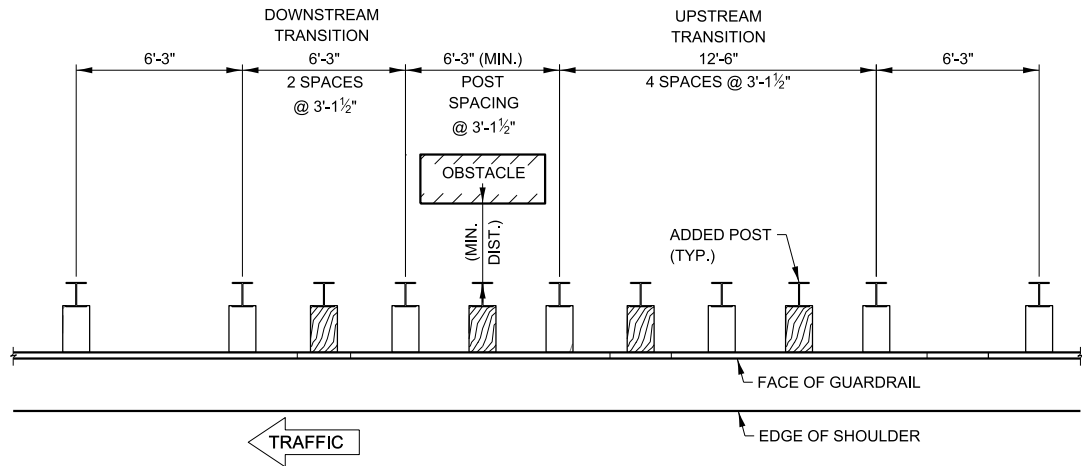 DOWNSTREAM
TRANSITION
UPSTREAM
TRANSITION
6'-3"
6'-3"
6'-3" (MIN.)
12'-6"
6'-3"
2 SPACES
@ 3'-1½"
POST
SPACING
@ 3'-1½"
4 SPACES @ 3'-1½"
OBSTACLE
(MIN.
DIST.)
ADDED POST
(TYP.)
FACE OF GUARDRAIL
EDGE OF SHOULDER
TRAFFIC